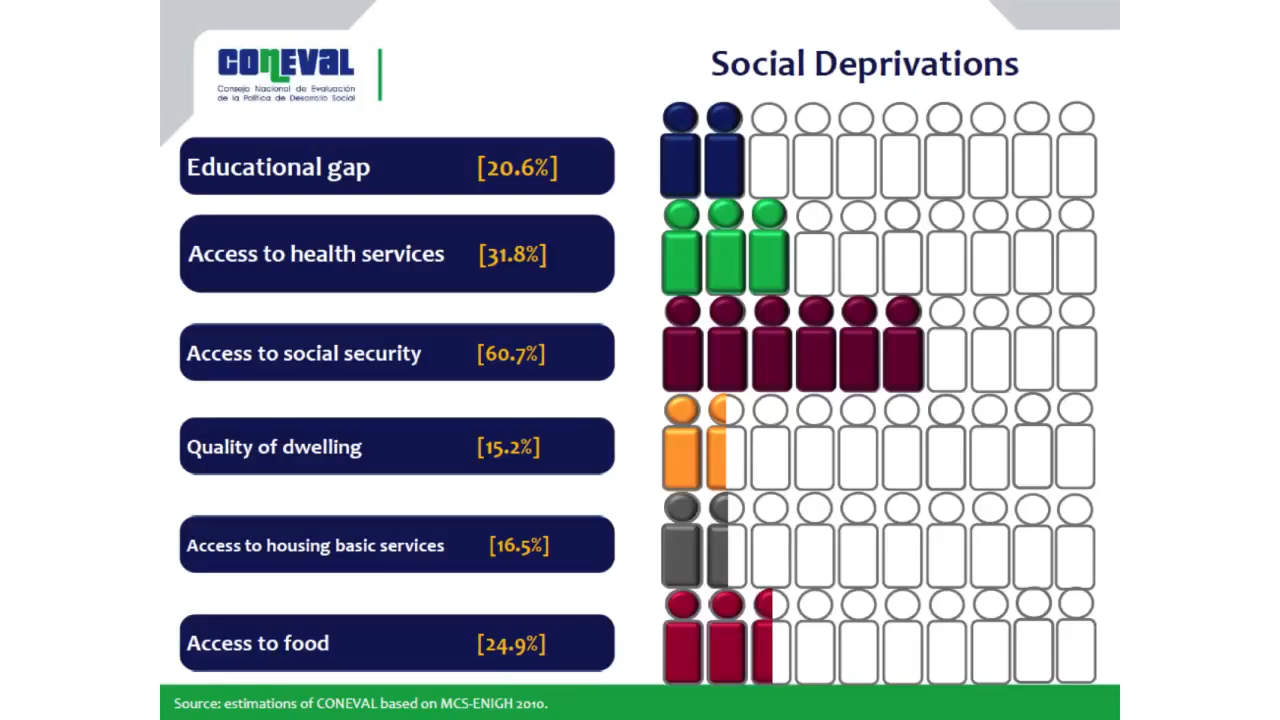 CONEVAL
Consejo Nacional de Evaluación
de la Política de Desarrollo Social
Social Deprivations
Educational gap [20.6%]
Access to health services [31.8%]
Access to social security [60.7%]
Quality of dwelling [15.2%]
Access to housing basic services [16.5%]
Access to food [24.9%]
Source: estimations of CONEVAL based on MCS-ENIGH 2010.